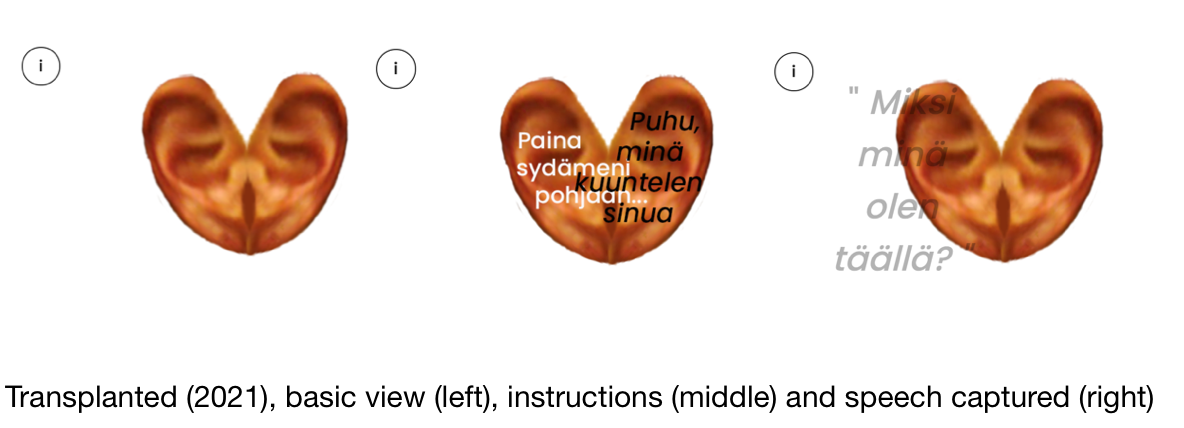 i
i
Paina
sydämeni
pohjaan...
Puhu,
minä
kuuntelen
sinua
i
" Miksi
minä
olen
täällä? "
Transplanted (2021), basic view (left), instructions (middle) and speech captured (right)